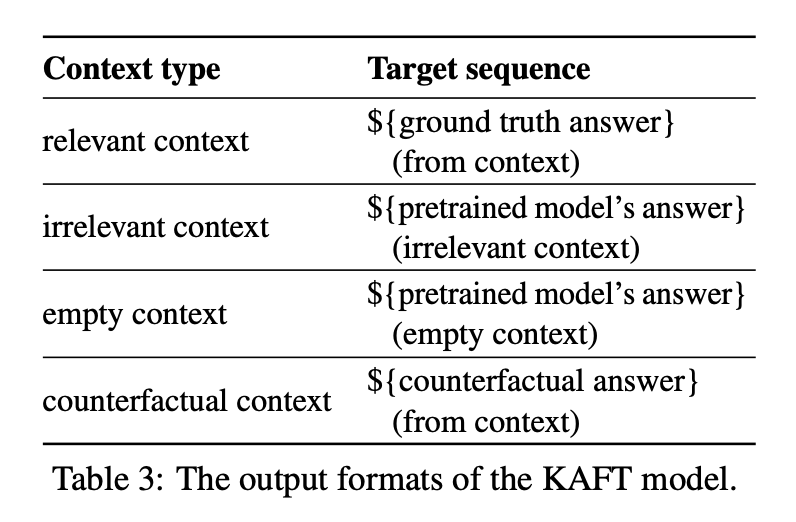 Context type Target sequence
relevant context ${ground truth answer}
(from context)
irrelevant context ${pretrained model’s answer}
(irrelevant context)
empty context ${pretrained model’s answer}
(empty context)
counterfactual context ${counterfactual answer}
(from context)
Table 3: The output formats of the KAFT model.